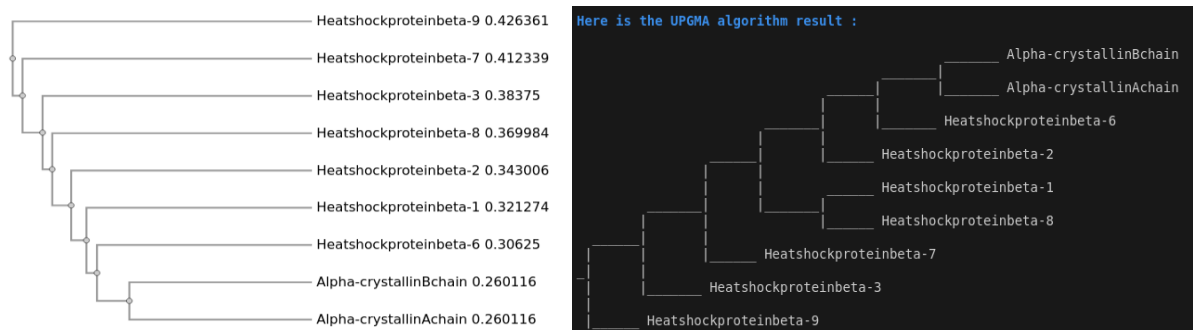 Heatshockproteinbeta-9 0.426361
Heatshockproteinbeta-7 0.412339
Heatshockproteinbeta-3 0.38375
Heatshockproteinbeta-8 0.369984
Heatshockproteinbeta-2 0.343006
Heatshockproteinbeta-1 0.321274
Heatshockproteinbeta-6 0.30625
Alpha-crystallinBchain 0.260116
Alpha-crystallinAchain 0.260116
Here is the UPGMA algorithm result :
Alpha-crystallinBchain
Alpha-crystallinAchain
Heatshockproteinbeta-6
Heatshockproteinbeta-2
Heatshockproteinbeta-1
Heatshockproteinbeta-8
Heatshockproteinbeta-7
Heatshockproteinbeta-3
Heatshockproteinbeta-9